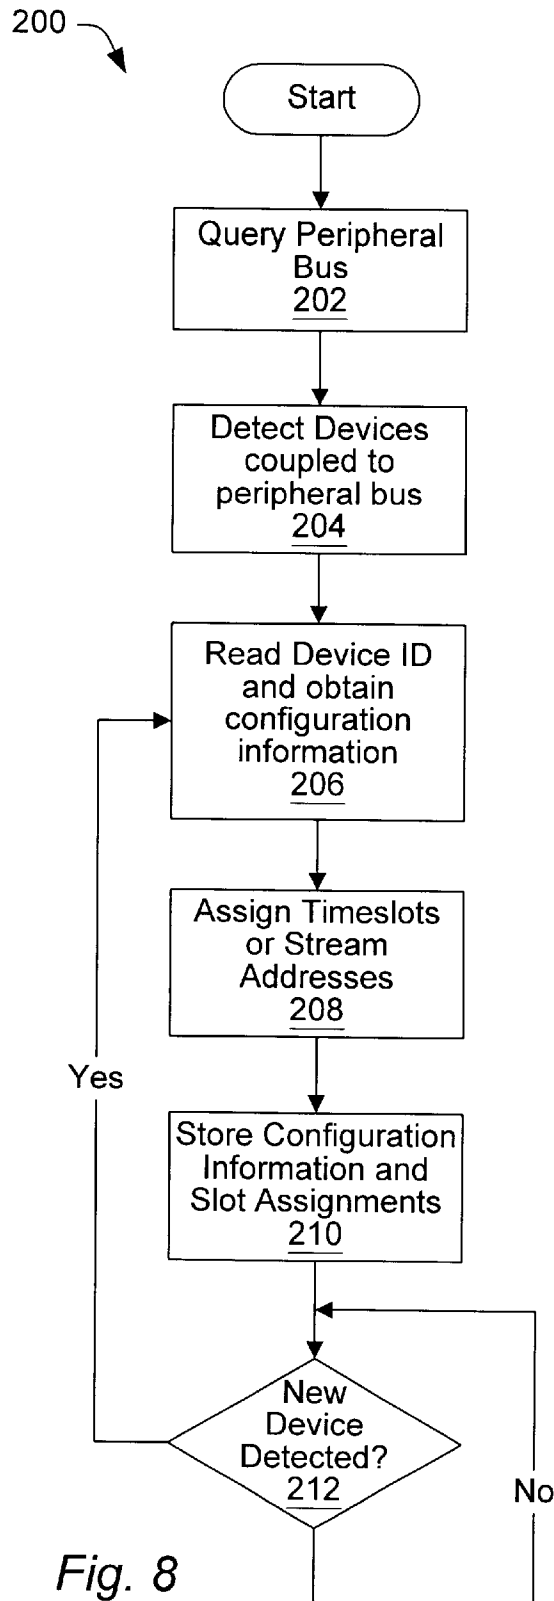 200
Start
Query Peripheral
Bus
202
Detect Devices
coupled to
peripheral bus
204
Read Device ID
and obtain
configuration
information
206
Assign Timeslots
or Stream
Addresses
208
Yes
Store Configuration
Information and
Slot Assignments
210
New
Device
Detected?
212
No
Fig. 8